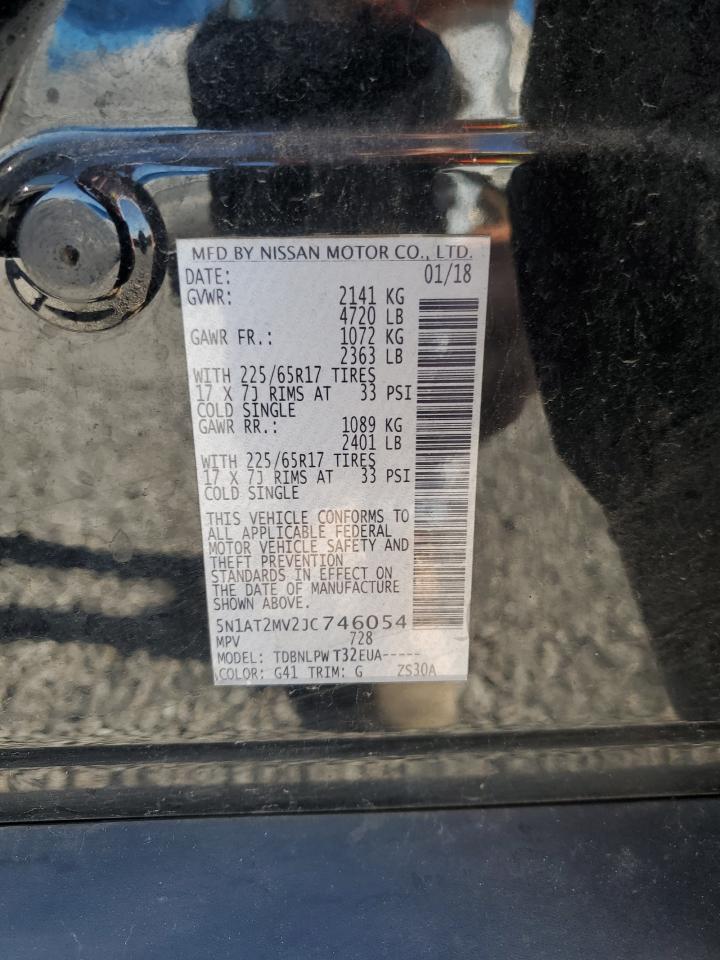 MFD BY NISSAN MOTOR CO., LTD.
DATE: 01/18
GVWR: 2141 KG
4720 LB
GAWR FR.: 1072 KG
2363 LB
WITH 225/65R17 TIRES
17 X 7J RIMS AT 33 PSI
COLD SINGLE
GAWR RR.: 1089 KG
2401 LB
WITH 225/65R17 TIRES
17 X 7J RIMS AT 33 PSI
COLD SINGLE
THIS VEHICLE CONFORMS TO
ALL APPLICABLE FEDERAL
MOTOR VEHICLE SAFETY AND
THEFT PREVENTION
STANDARDS IN EFFECT ON
THE DATE OF MANUFACTURE
SHOWN ABOVE.
5N1AT2MV2JC746054
MPV 728
MODEL: TDBNLPW T32EUA-----
COLOR: G41 TRIM: G ZS30A